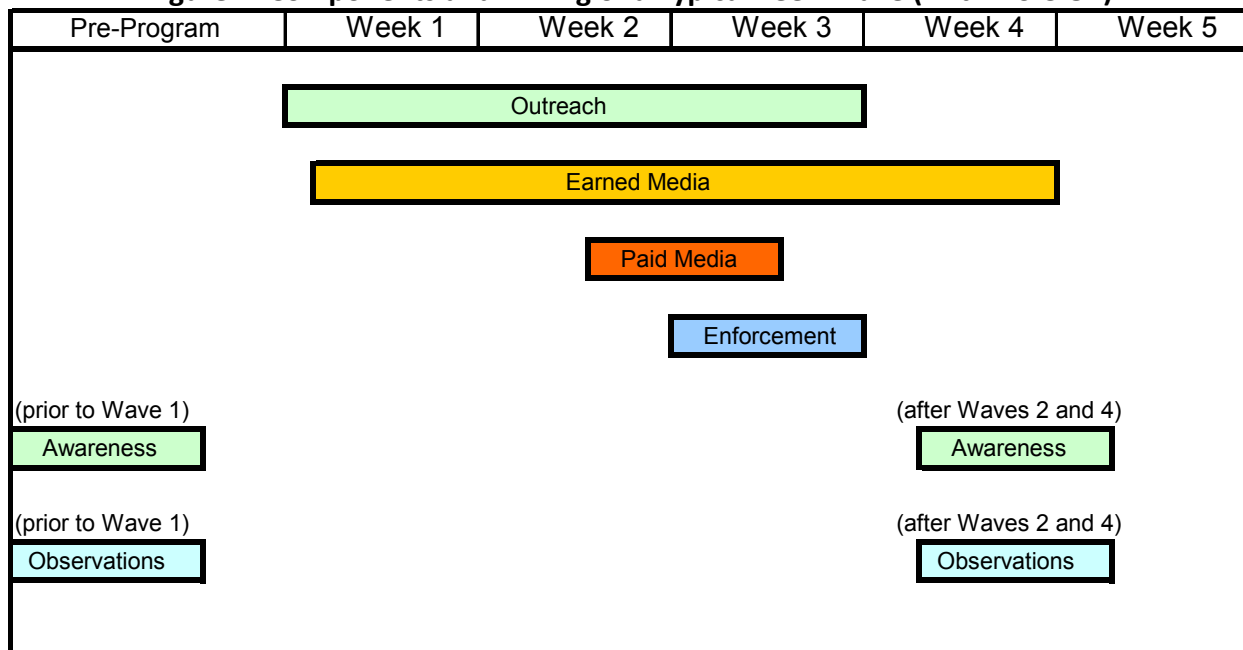 Pre-Program Week 1 Week 2 Week 3 Week 4 Week 5
Outreach
Earned Media
Paid Media
Enforcement
(prior to Wave 1) (after Waves 2 and 4)
Awareness Awareness
(prior to Wave 1) (after Waves 2 and 4)
Observations Observations